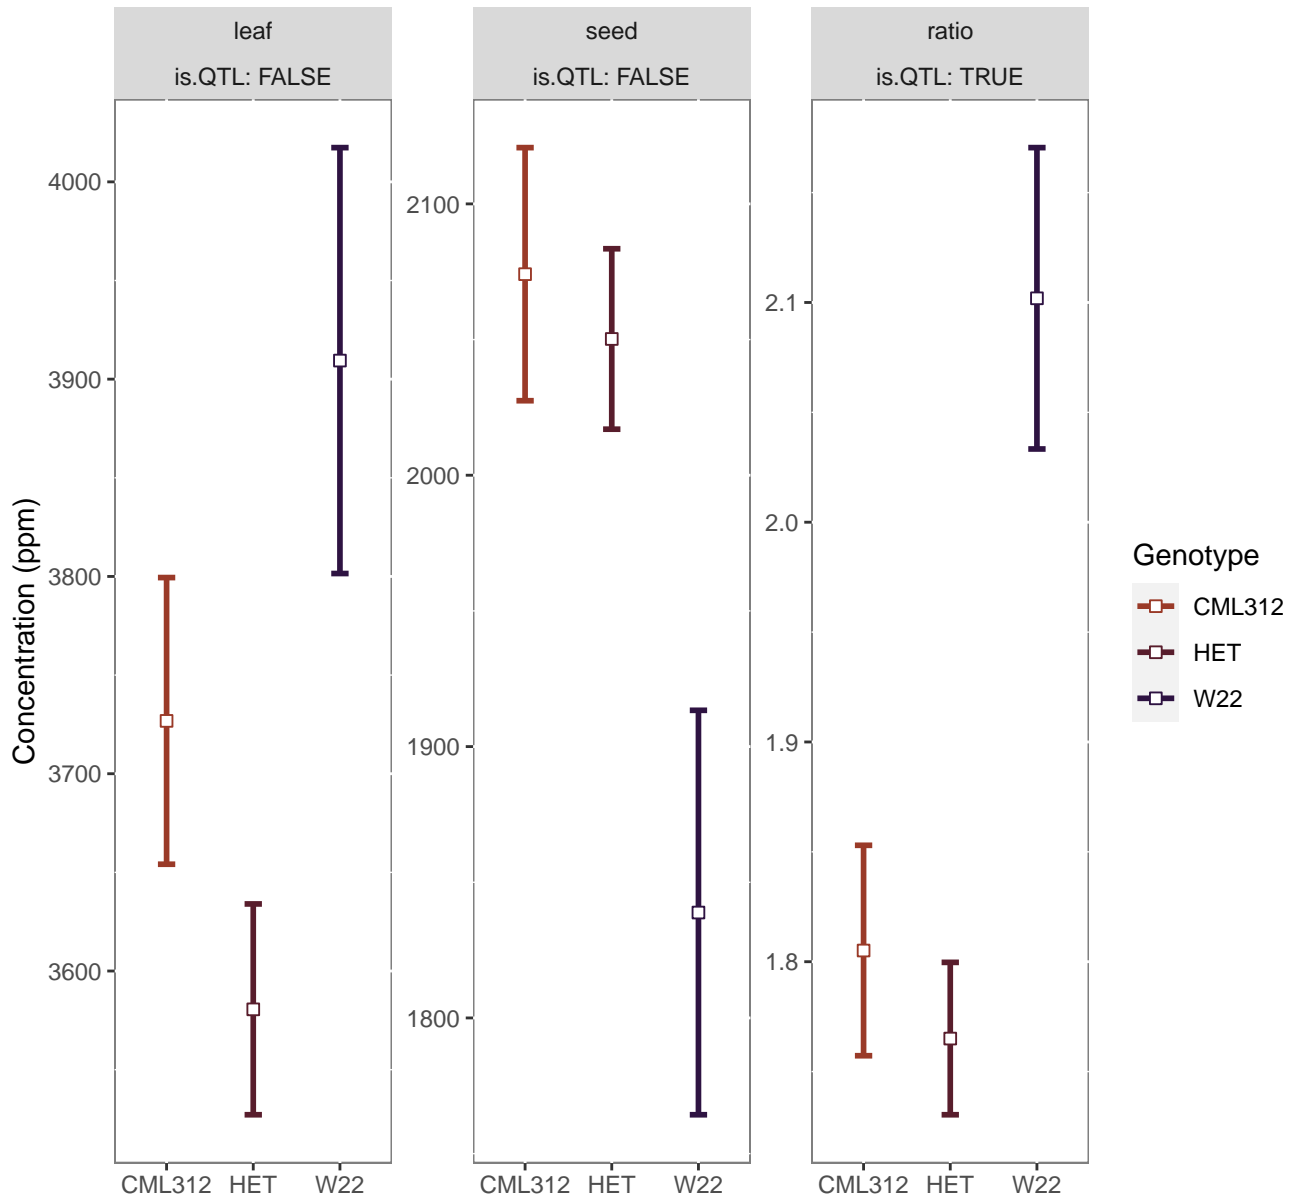 leaf
is.QTL: FALSE
seed
is.QTL: FALSE
ratio
is.QTL: TRUE
Concentration (ppm)
4000
3900
3800
3700
3600
2100
2000
1900
1800
2.1
2.0
1.9
1.8
CML312 HET W22
CML312 HET W22
CML312 HET W22
Genotype
CML312
HET
W22